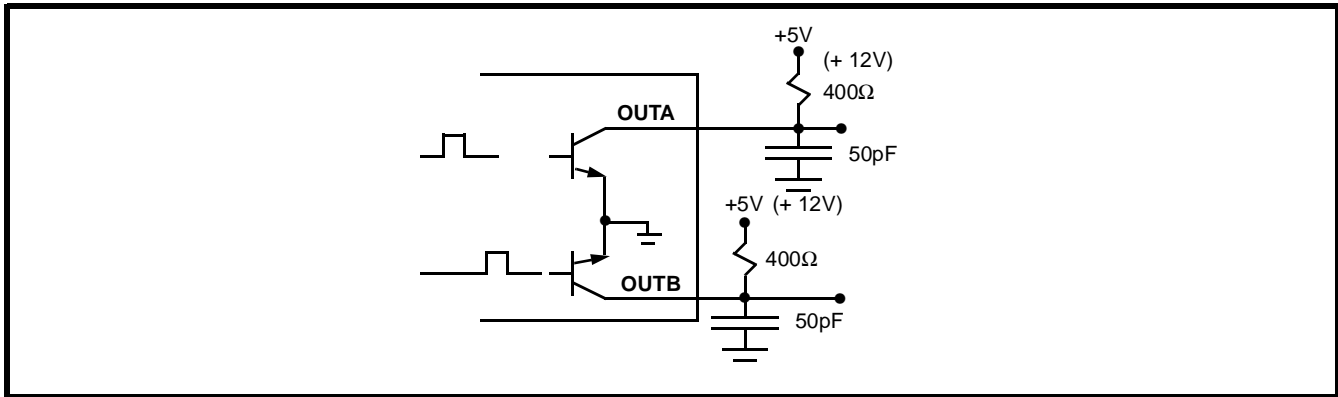 +5V
(+ 12V)
400Ω
OUTA
50pF
+5V (+ 12V)
400Ω
OUTB
50pF